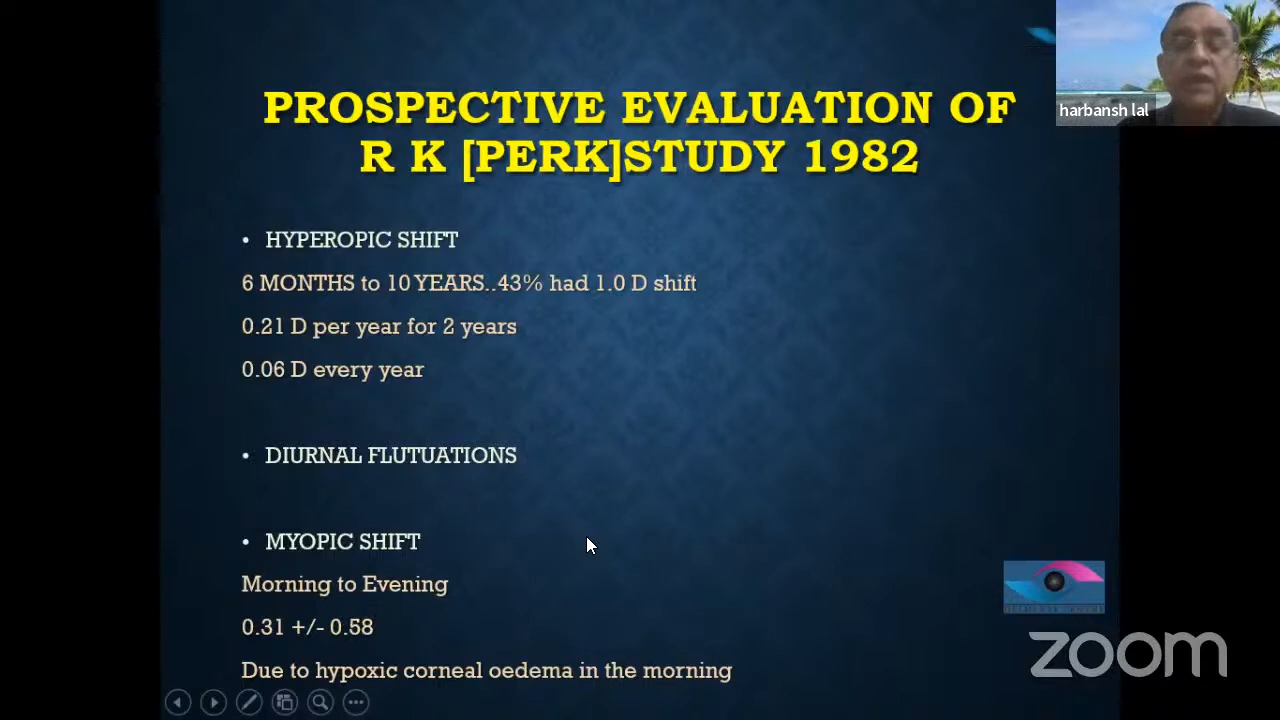 PROSPECTIVE EVALUATION OF
R K [PERK]STUDY 1982
harbansh lal
• HYPEROPIC SHIFT
6 MONTHS to 10 YEARS..43% had 1.0 D shift
0.21 D per year for 2 years
0.06 D every year
• DIURNAL FLUTUATIONS
• MYOPIC SHIFT
Morning to Evening
0.31 +/- 0.58
Due to hypoxic corneal oedema in the morning
zoom